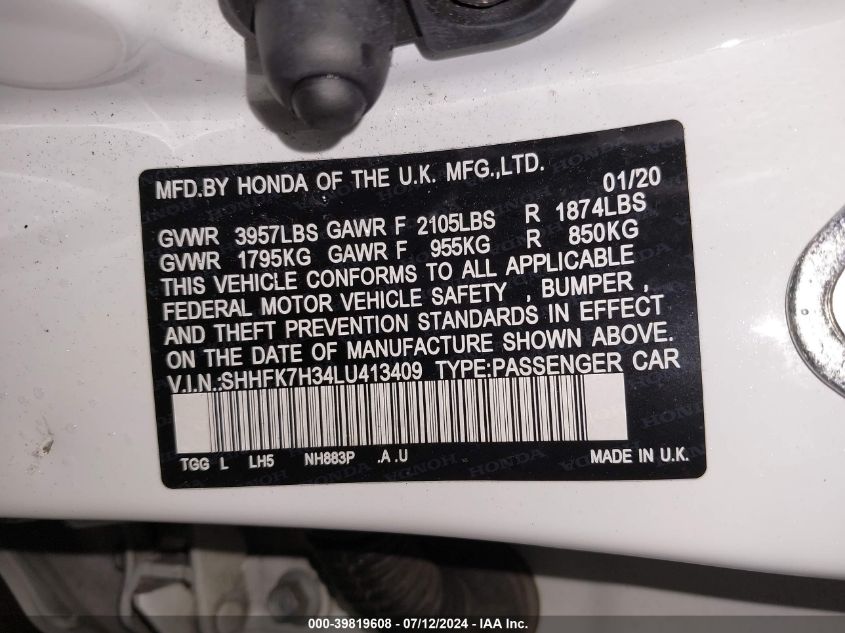 MFD.BY HONDA OF THE U.K. MFG.,LTD. 01/20
GVWR 3957LBS GAWR F 2105LBS R 1874LBS
GVWR 1795KG GAWR F 955KG R 850KG
THIS VEHICLE CONFORMS TO ALL APPLICABLE
FEDERAL MOTOR VEHICLE SAFETY , BUMPER ,
AND THEFT PREVENTION STANDARDS IN EFFECT
ON THE DATE OF MANUFACTURE SHOWN ABOVE.
V.I.N.:SHHFK7H34LU413409 TYPE:PASSENGER CAR
TGG L LH5 NH883P .A .U MADE IN U.K.
HONDA
000-39819608 - 07/12/2024 - IAA Inc.